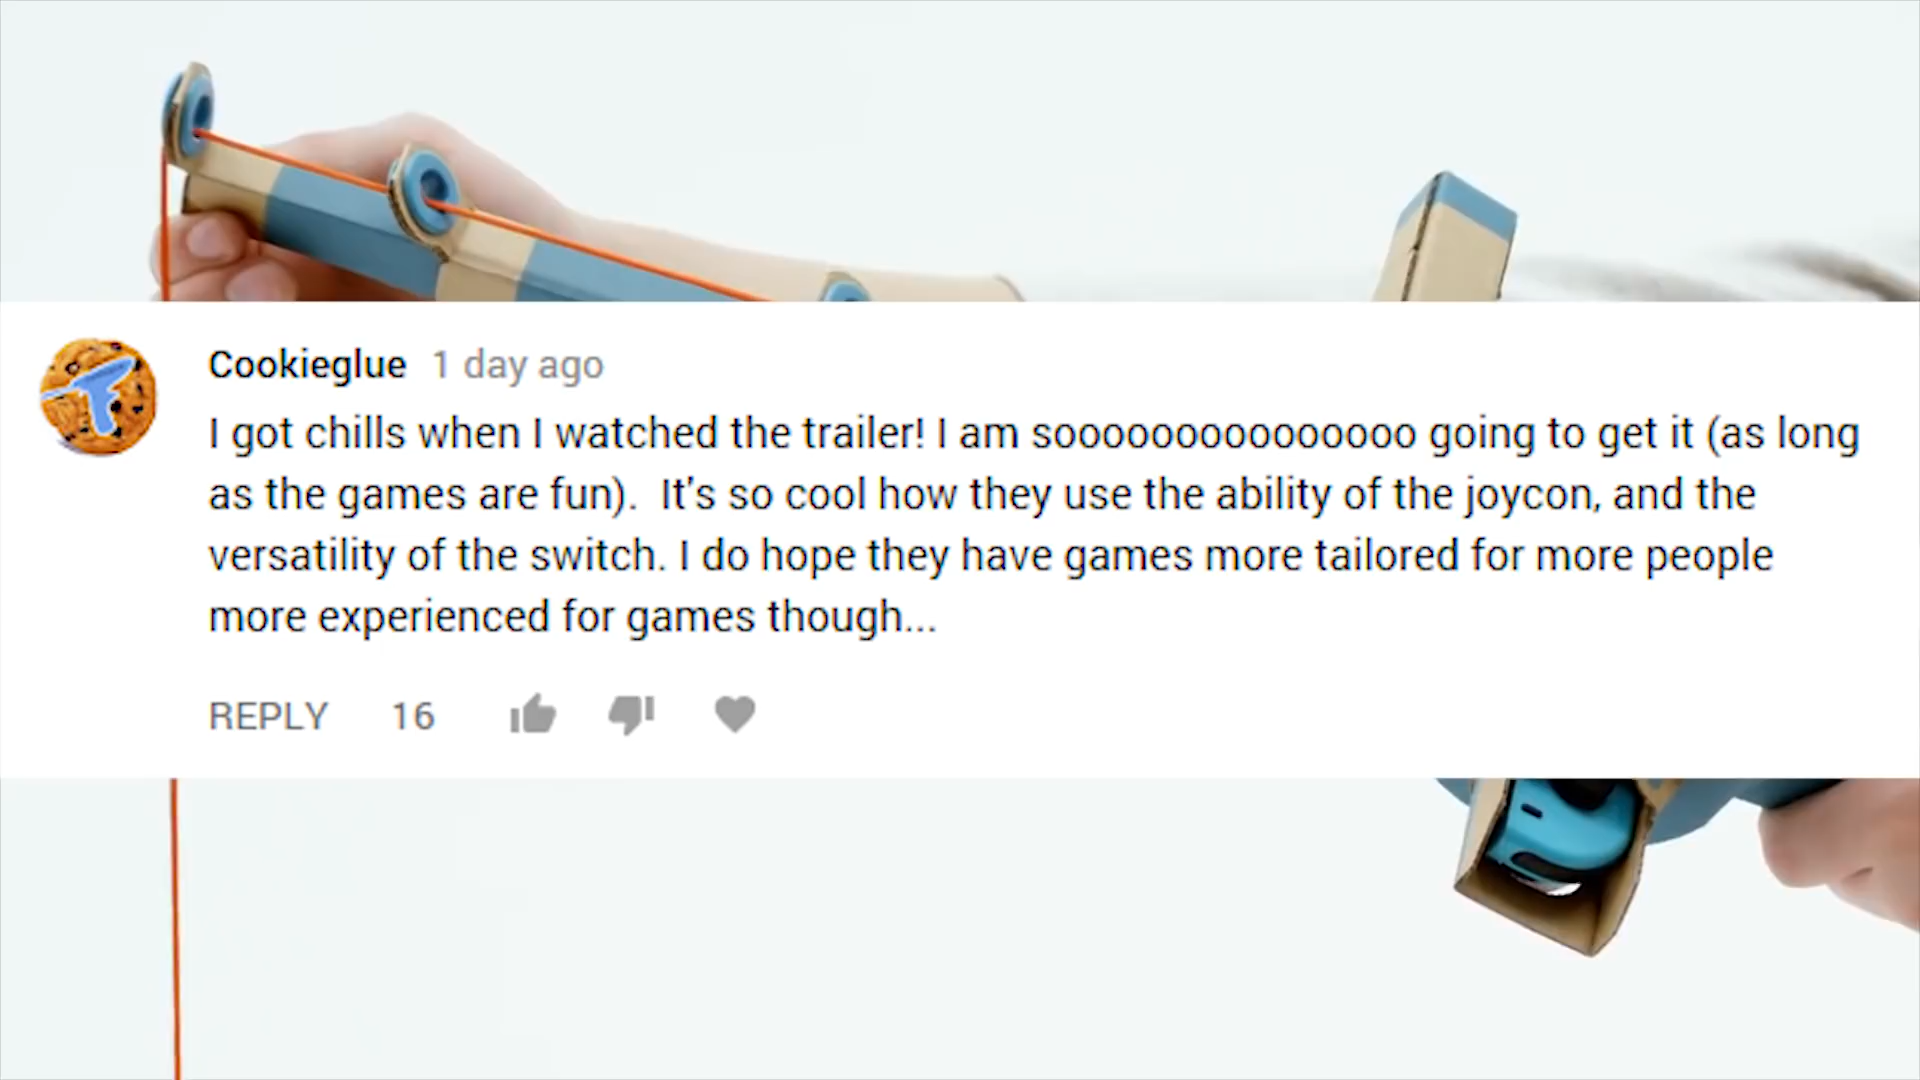 Cookieglue 1 day ago
I got chills when I watched the trailer! I am sooooooooooooooo going to get it (as long
as the games are fun).  It's so cool how they use the ability of the joycon, and the
versatility of the switch. I do hope they have games more tailored for more people
more experienced for games though...
REPLY 16